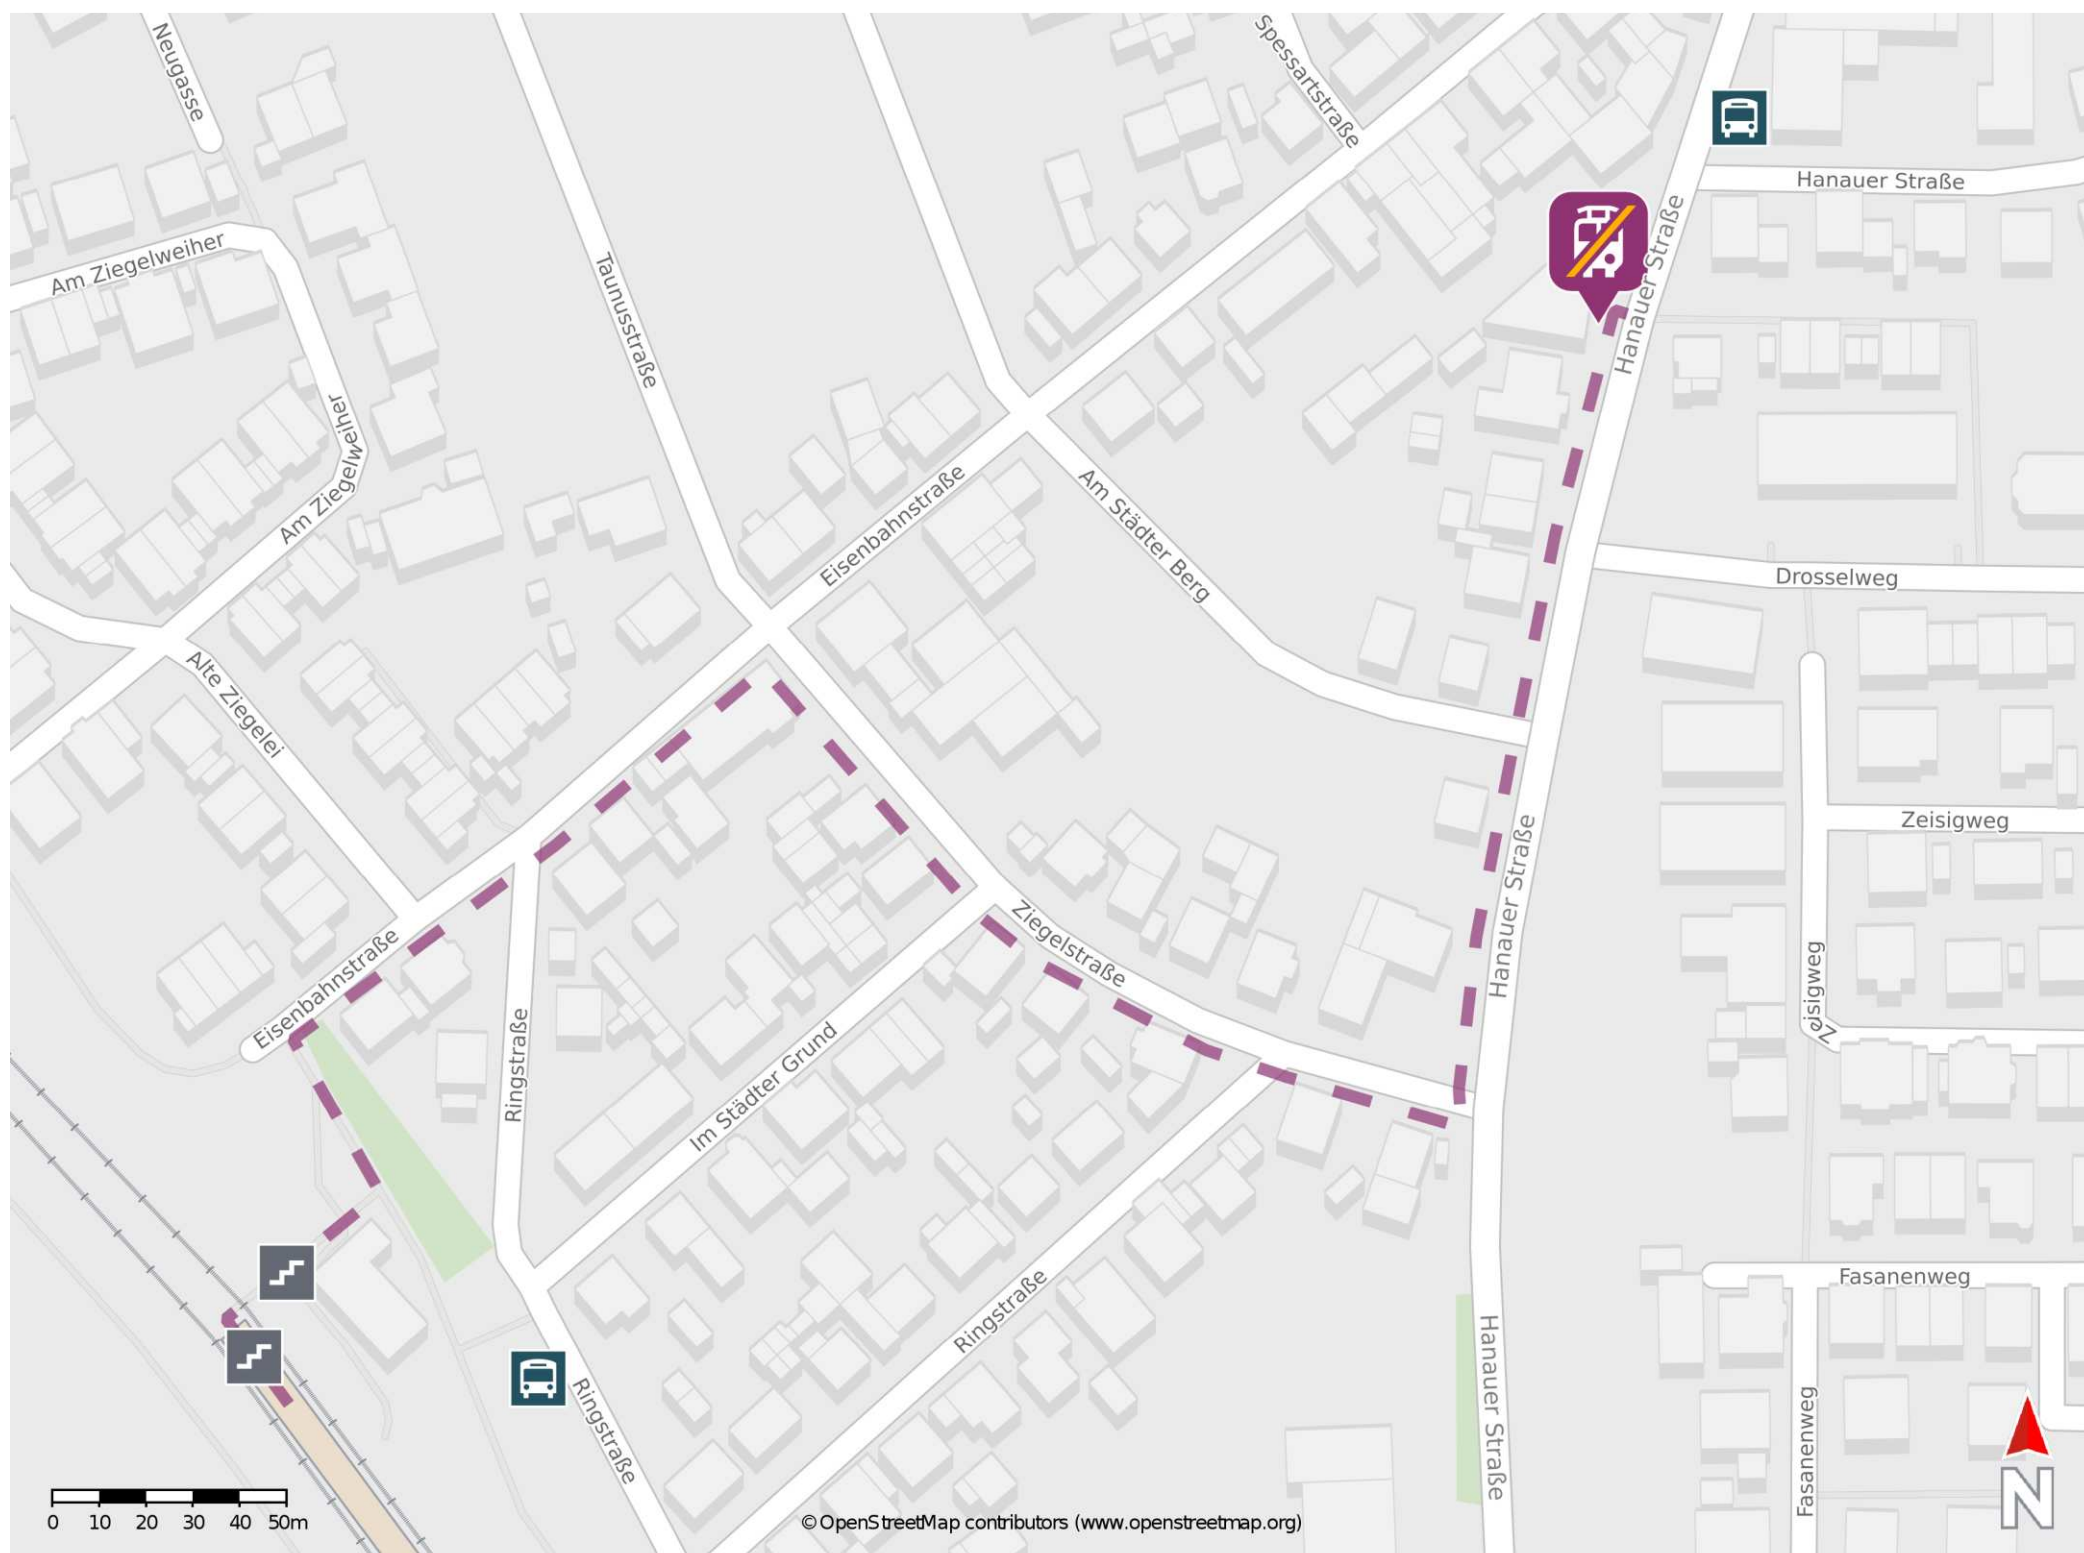 Neugasse
Spessartstraße
Hanauer Straße
Hanauer Straße
Am Ziegelweiher
Taunusstraße
Am Ziegelweiher
Eisenbahnstraße
Am Städter Berg
Drosselweg
Alte Ziegelei
Zeisigweg
Hanauer Straße
Eisenbahnstraße
Ziegelstraße
Zeisigweg
Ringstraße
Im Städter Grund
Ringstraße
Fasanenweg
Hanauer Straße
Ringstraße
Fasanenweg
N
0 10 20 30 40 50m
© OpenStreetMap contributors (www.openstreetmap.org)